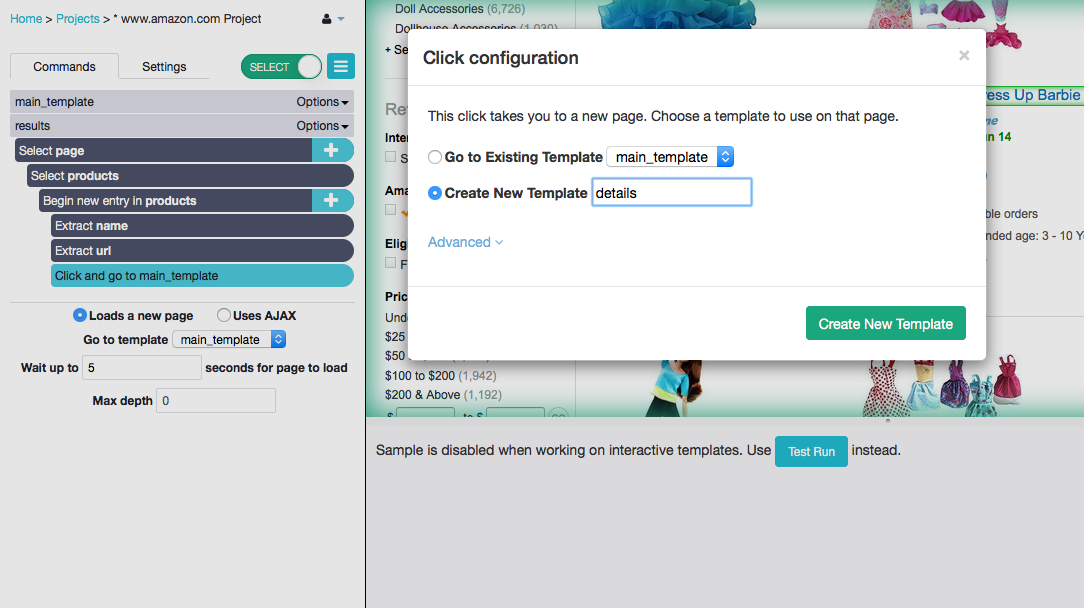 Home > Projects > * www.amazon.com Project
Commands
Settings
SELECT
main_template Options
results Options
Select page
Select products
Begin new entry in products
Extract name
Extract url
Click and go to main_template
Loads a new page
Uses AJAX
Go to template main_template
Wait up to 5 seconds for page to load
Max depth 0
Doll Accessories (6,726)
Dollhouse Accessories (1,030)
+ Se
Re
Inter
S
Ama
Elig
F
Pric
Und
$25
$50
$100 to $200 (1,942)
$200 & Above (1,192)
$ to $
ress Up Barbie
ne
n 14
ble orders
nded age: 3 - 10 Y
Click configuration
×
This click takes you to a new page. Choose a template to use on that page.
Go to Existing Template main_template
Create New Template details
Advanced
Create New Template
Sample is disabled when working on interactive templates. Use Test Run instead.